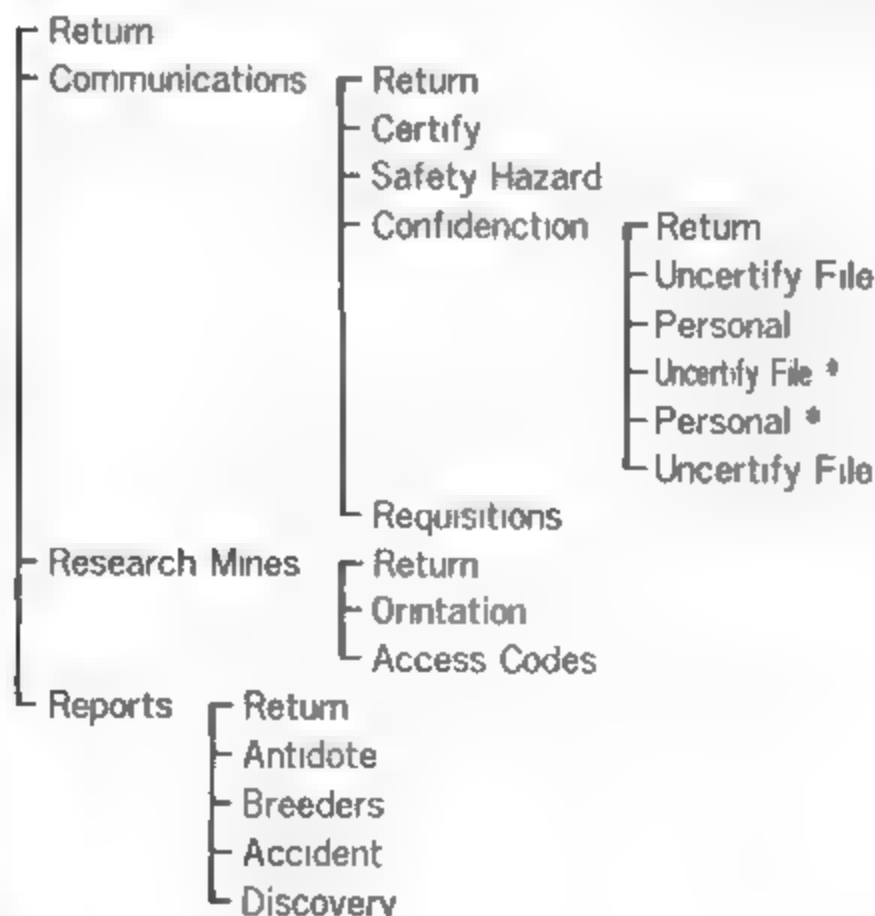 Return
Communications Return
Certify
Safety Hazard
Confidenction Return
Uncertify File
Personal
Uncertify File *
Personal *
Uncertify File
Requisitions
Research Mines Return
Orintation
Access Codes
Reports Return
Antidote
Breeders
Accident
Discovery